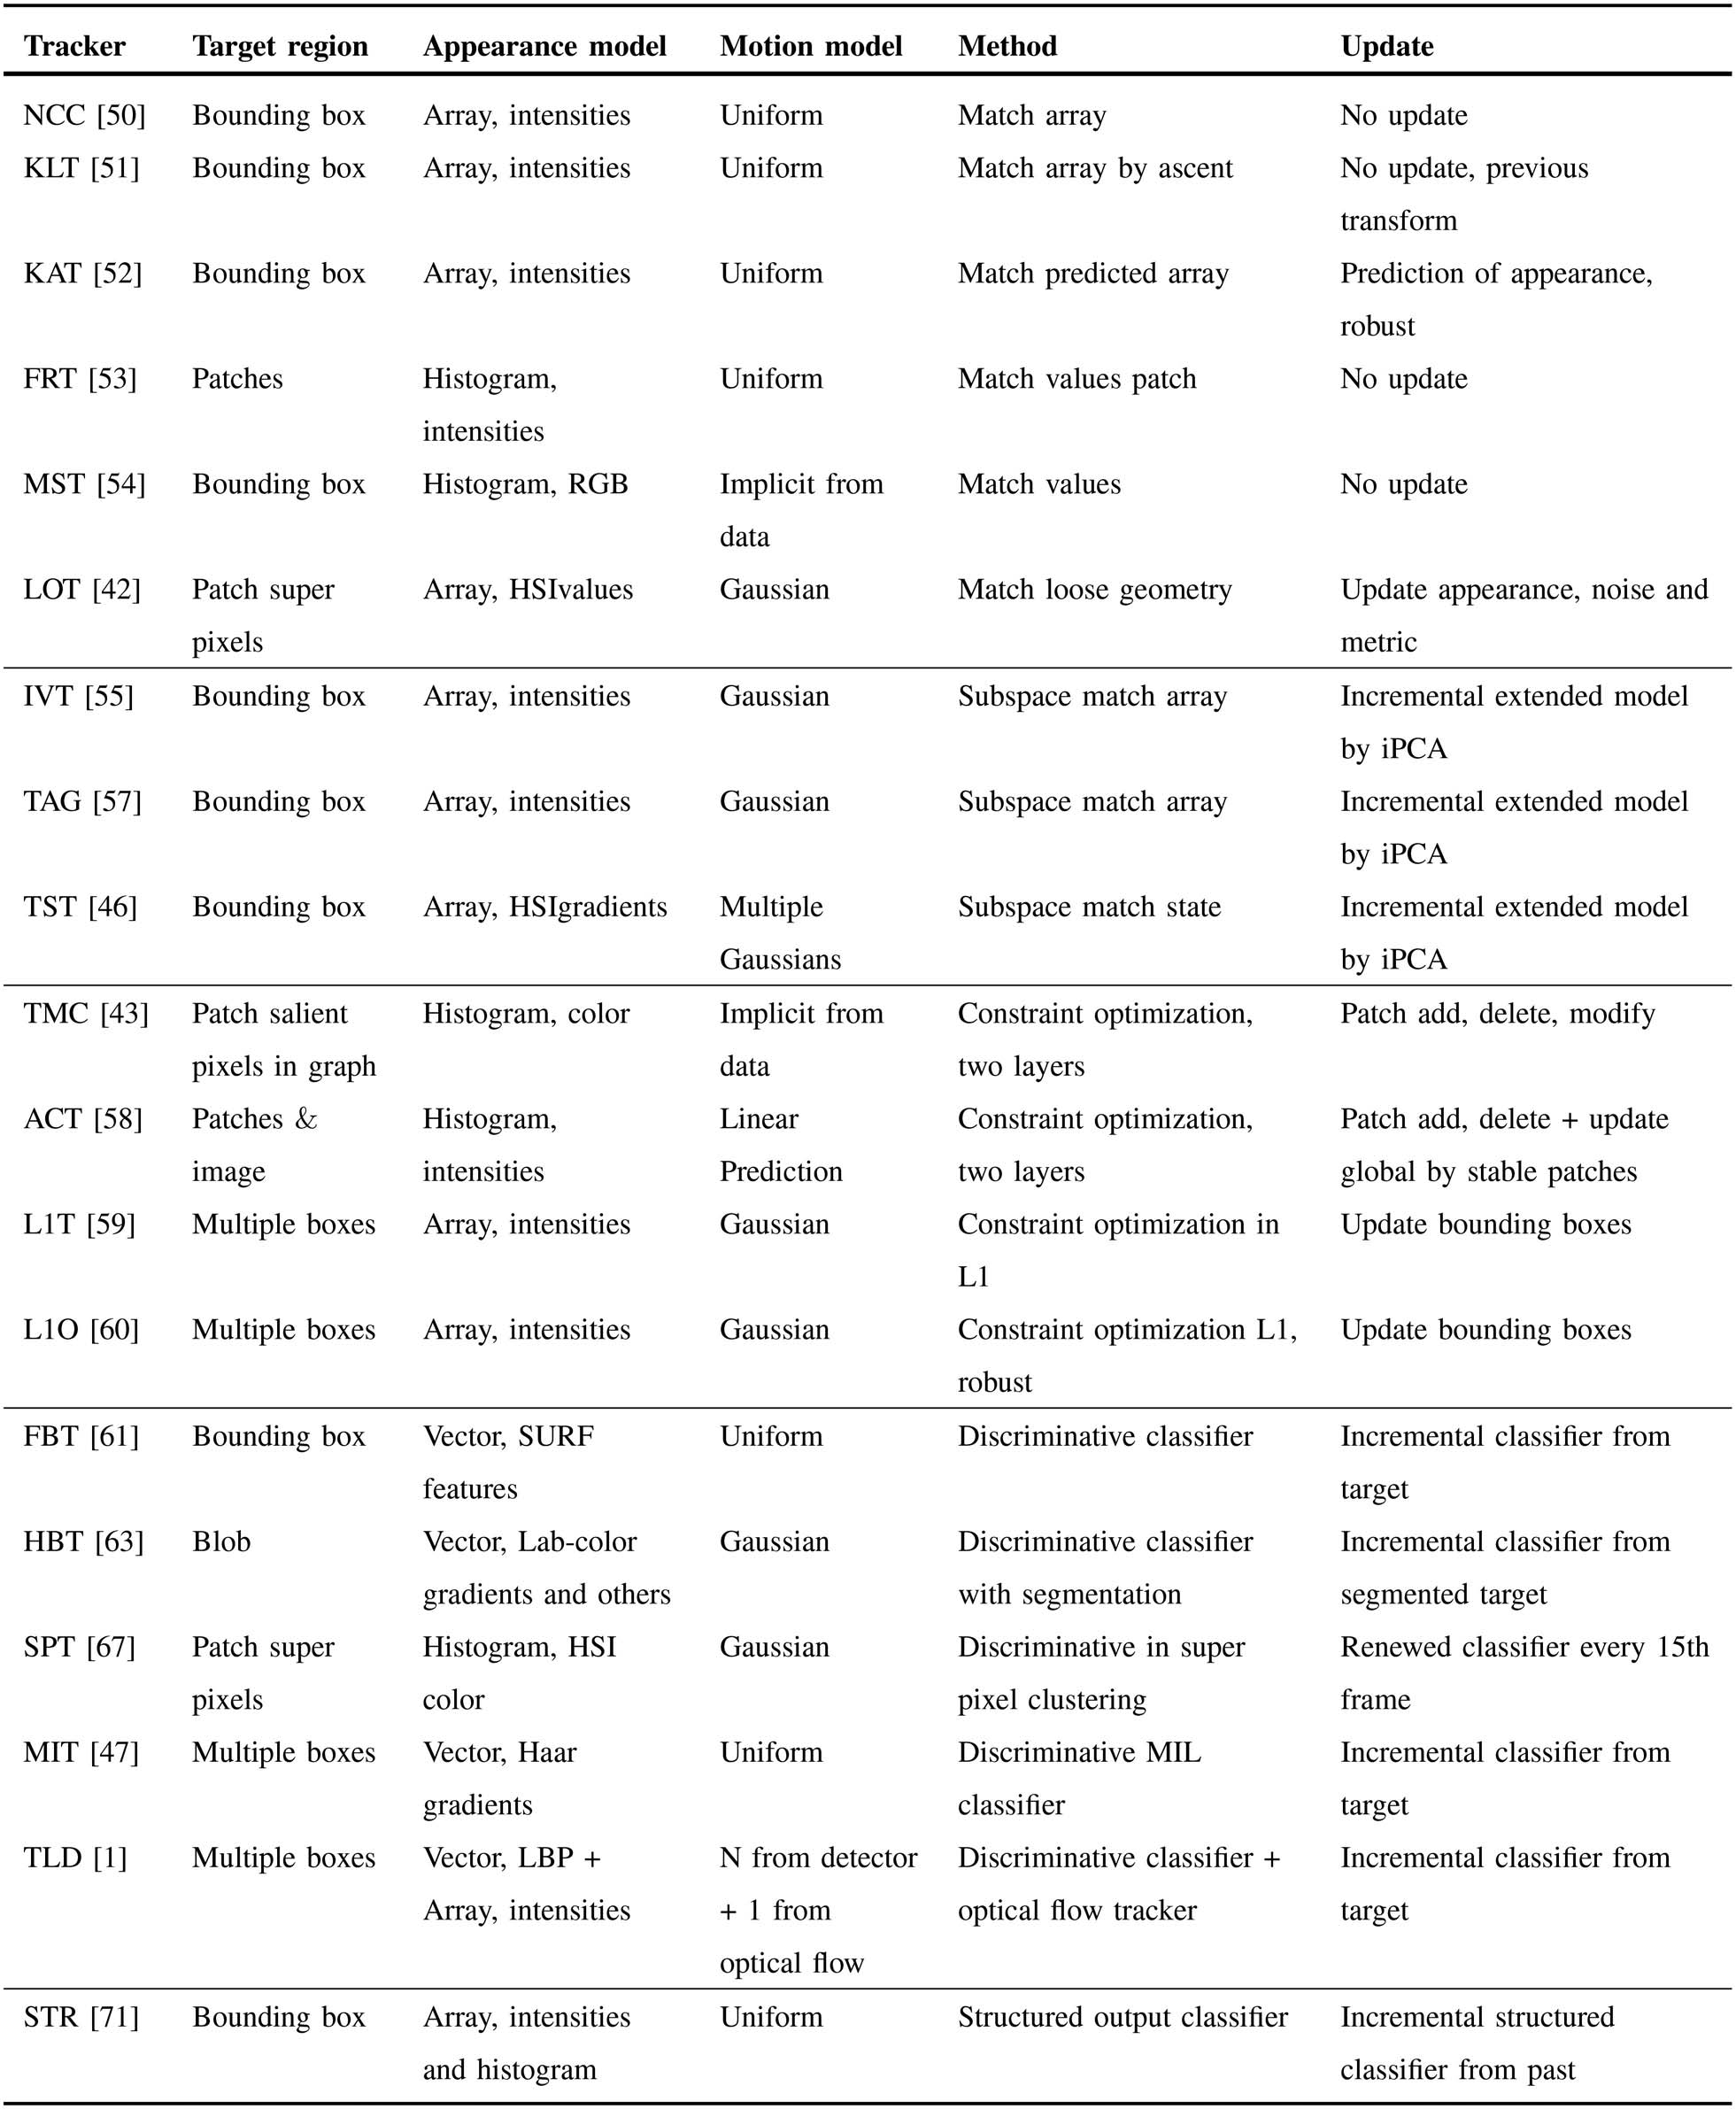 Tracker Target region Appearance model Motion model Method Update
NCC [50] Bounding box Array, intensities Uniform Match array No update
KLT [51] Bounding box Array, intensities Uniform Match array by ascent No update, previous
transform
KAT [52] Bounding box Array, intensities Uniform Match predicted array Prediction of appearance,
robust
FRT [53] Patches Histogram, Uniform Match values patch No update
intensities
MST [54] Bounding box Histogram, RGB Implicit from Match values No update
data
LOT [42] Patch super Array, HSIvalues Gaussian Match loose geometry Update appearance, noise and
pixels metric
IVT [55] Bounding box Array, intensities Gaussian Subspace match array Incremental extended model
by iPCA
TAG [57] Bounding box Array, intensities Gaussian Subspace match array Incremental extended model
by iPCA
TST [46] Bounding box Array, HSIgradients Multiple Subspace match state Incremental extended model
Gaussians by iPCA
TMC [43] Patch salient Histogram, color Implicit from Constraint optimization, Patch add, delete, modify
pixels in graph data two layers
ACT [58] Patches & Histogram, Linear Constraint optimization, Patch add, delete + update
image intensities Prediction two layers global by stable patches
L1T [59] Multiple boxes Array, intensities Gaussian Constraint optimization in Update bounding boxes
L1
L1O [60] Multiple boxes Array, intensities Gaussian Constraint optimization L1, Update bounding boxes
robust
FBT [61] Bounding box Vector, SURF Uniform Discriminative classifier Incremental classifier from
features target
HBT [63] Blob Vector, Lab-color Gaussian Discriminative classifier Incremental classifier from
gradients and others with segmentation segmented target
SPT [67] Patch super Histogram, HSI Gaussian Discriminative in super Renewed classifier every 15th
pixels color pixel clustering frame
MIT [47] Multiple boxes Vector, Haar Uniform Discriminative MIL Incremental classifier from
gradients classifier target
TLD [1] Multiple boxes Vector, LBP + N from detector Discriminative classifier + Incremental classifier from
Array, intensities + 1 from optical flow tracker target
optical flow
STR [71] Bounding box Array, intensities Uniform Structured output classifier Incremental structured
and histogram classifier from past